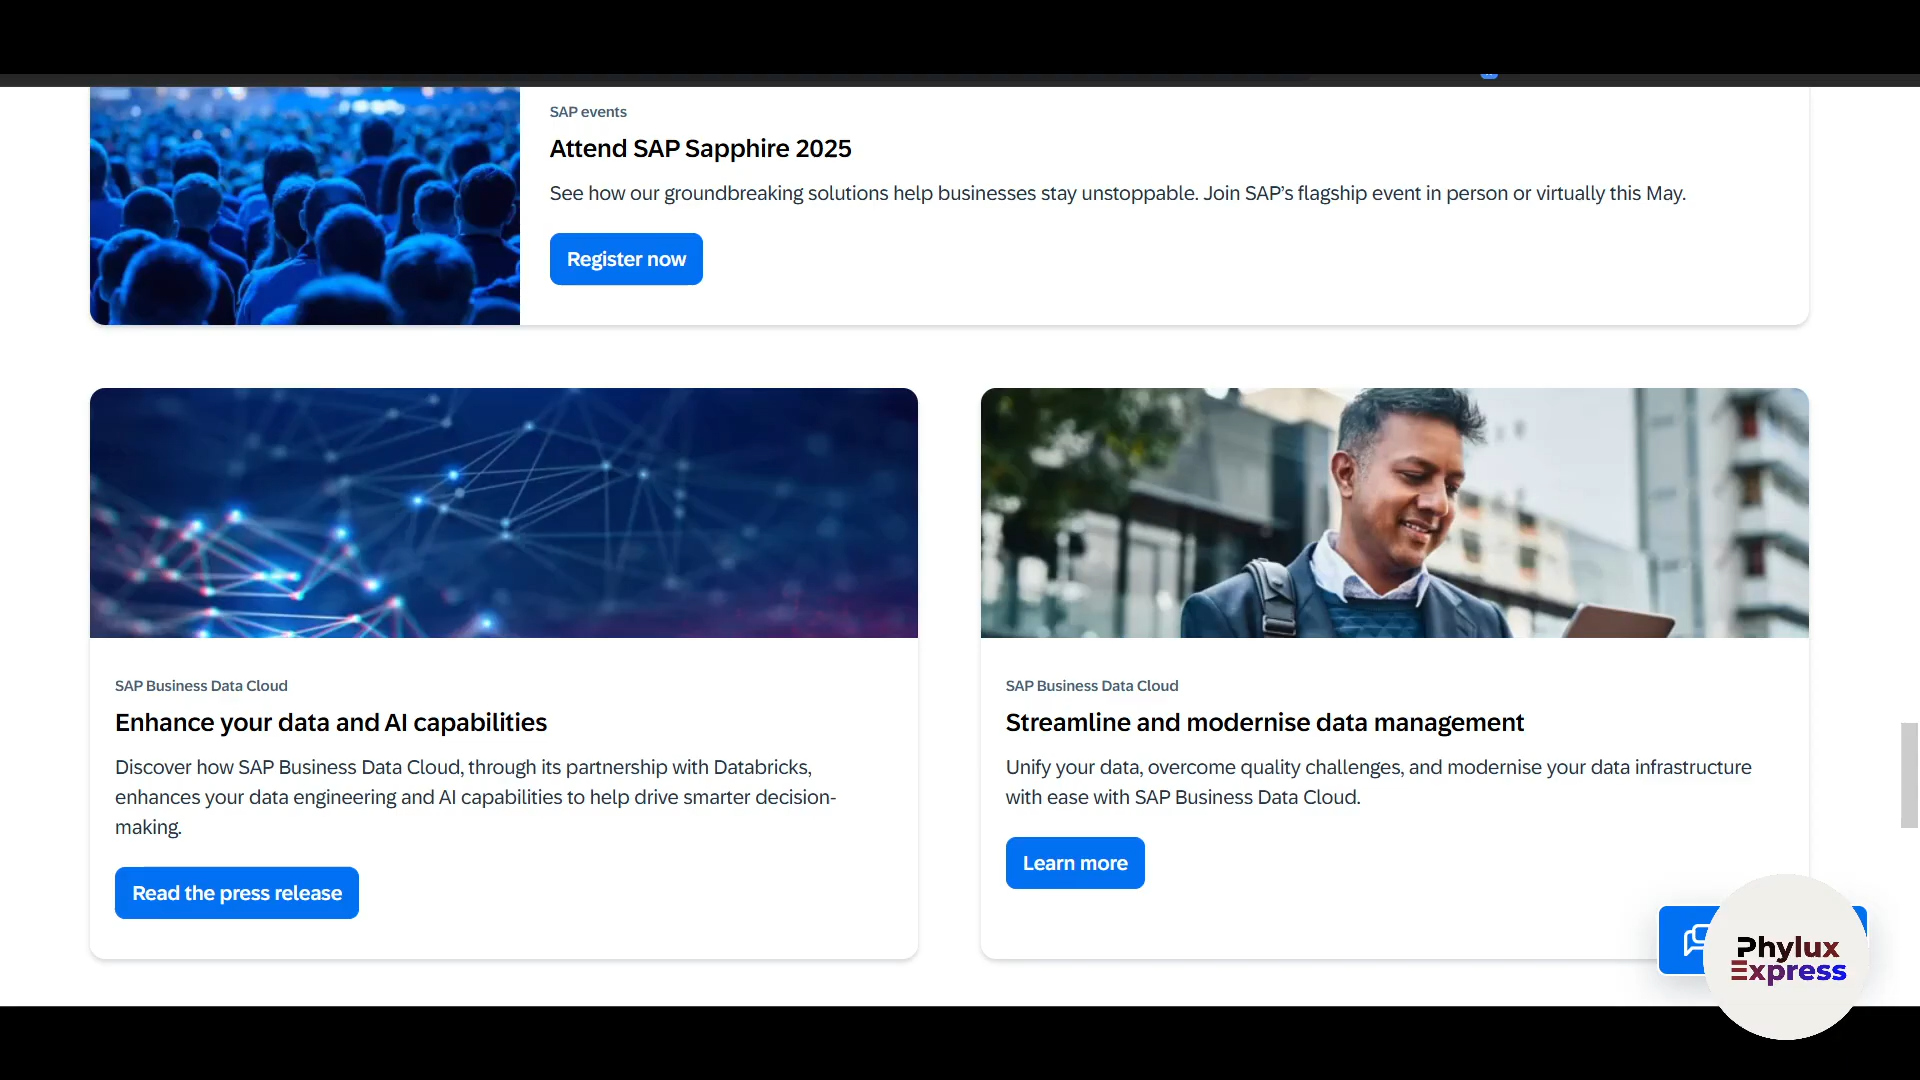 SAP events
Attend SAP Sapphire 2025
See how our groundbreaking solutions help businesses stay unstoppable. Join SAP’s flagship event in person or virtually this May.
Register now
SAP Business Data Cloud
Enhance your data and AI capabilities
Discover how SAP Business Data Cloud, through its partnership with Databricks,
enhances your data engineering and AI capabilities to help drive smarter decision-
making.
Read the press release
SAP Business Data Cloud
Streamline and modernise data management
Unify your data, overcome quality challenges, and modernise your data infrastructure
with ease with SAP Business Data Cloud.
Learn more
Phylux
Express